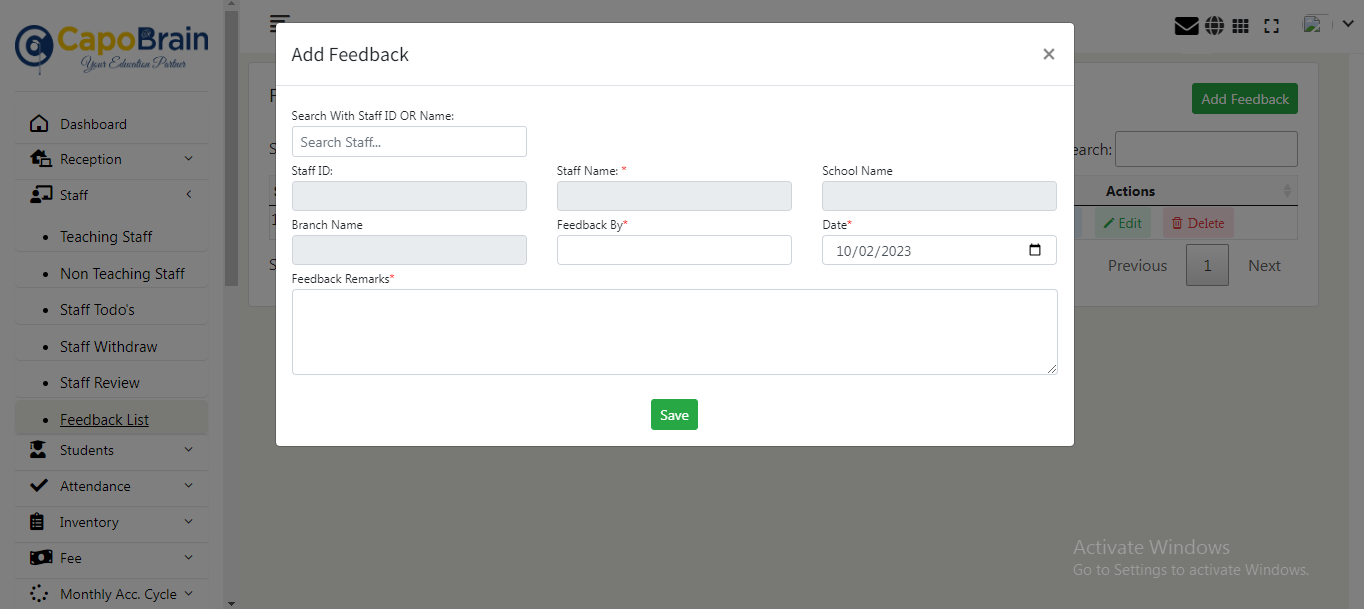 CapoBrain
Your Education Partner
Dashboard
Reception
Staff
Teaching Staff
Non Teaching Staff
Staff Todo's
Staff Withdraw
Staff Review
Feedback List
Students
Attendance
Inventory
Fee
Monthly Acc. Cycle
Add Feedback
×
Search With Staff ID OR Name:
Search Staff...
Staff ID:
Staff Name: *
School Name
Branch Name
Feedback By*
Date*
10/02/2023
Feedback Remarks*
Save
Add Feedback
earch:
Actions
Edit
Delete
Previous
1
Next
Activate Windows
Go to Settings to activate Windows.